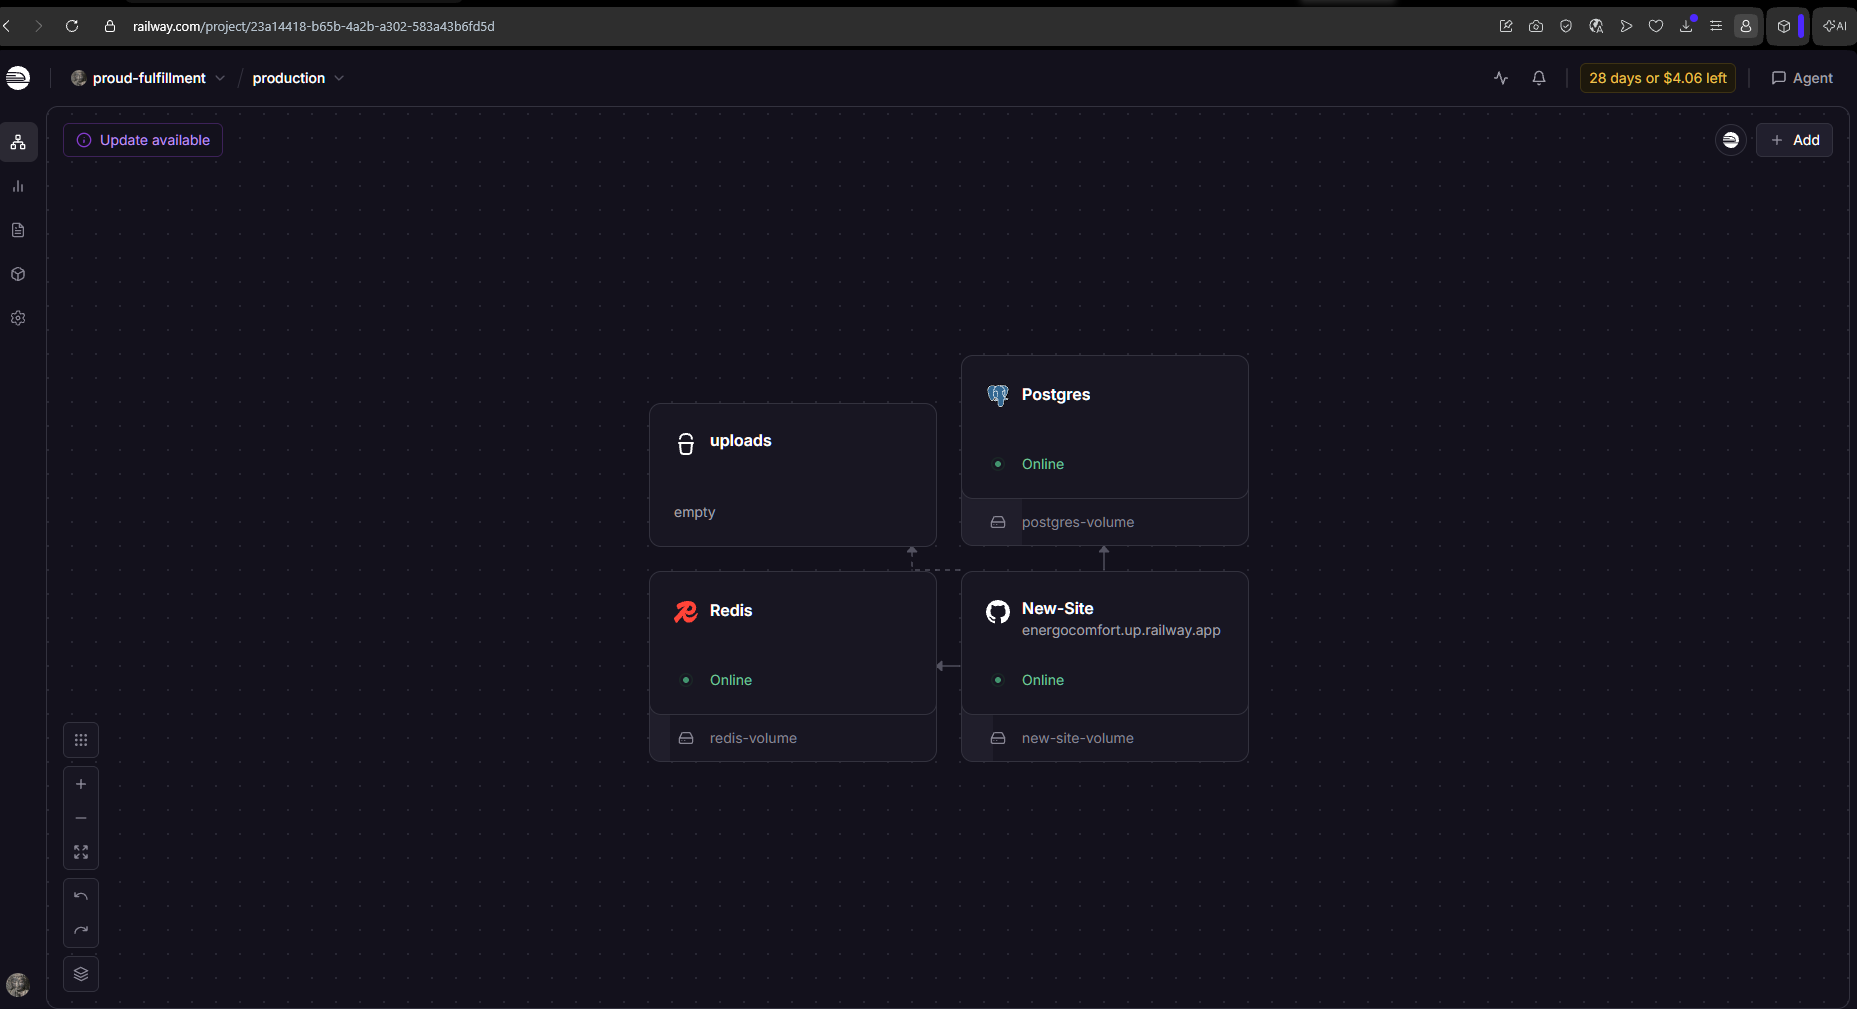 railway.com/project/23a14418-b65b-4a2b-a302-583a43b6fd5d
AI
proud-fulfillment / production
28 days or $4.06 left
Agent
Update available
+ Add
Postgres
Online
postgres-volume
uploads
empty
Redis
Online
redis-volume
New-Site
energocomfort.up.railway.app
Online
new-site-volume